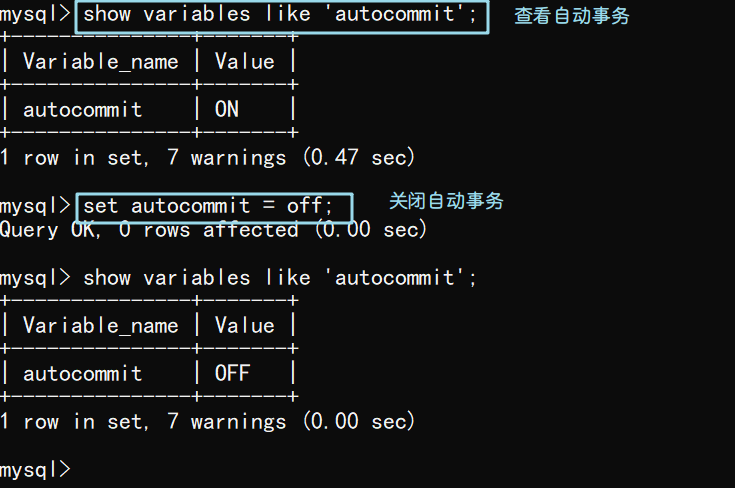 mysql> show variables like 'autocommit'; 查看自动事务
+---------------+-------+
| Variable_name | Value |
+---------------+-------+
| autocommit    | ON    |
+---------------+-------+
1 row in set, 7 warnings (0.47 sec)
mysql> set autocommit = off; 关闭自动事务
Query OK, 0 rows affected (0.00 sec)
mysql> show variables like 'autocommit';
+---------------+-------+
| Variable_name | Value |
+---------------+-------+
| autocommit    | OFF   |
+---------------+-------+
1 row in set, 7 warnings (0.00 sec)
mysql>